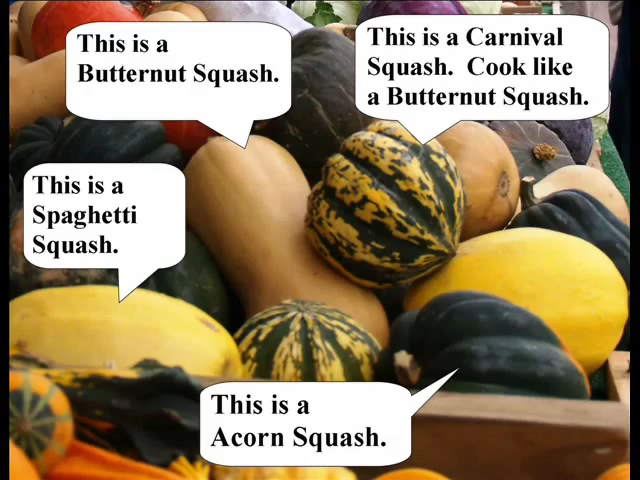 This is a
Butternut Squash.
This is a Carnival
Squash.  Cook like
a Butternut Squash.
This is a
Spaghetti
Squash.
This is a
Acorn Squash.